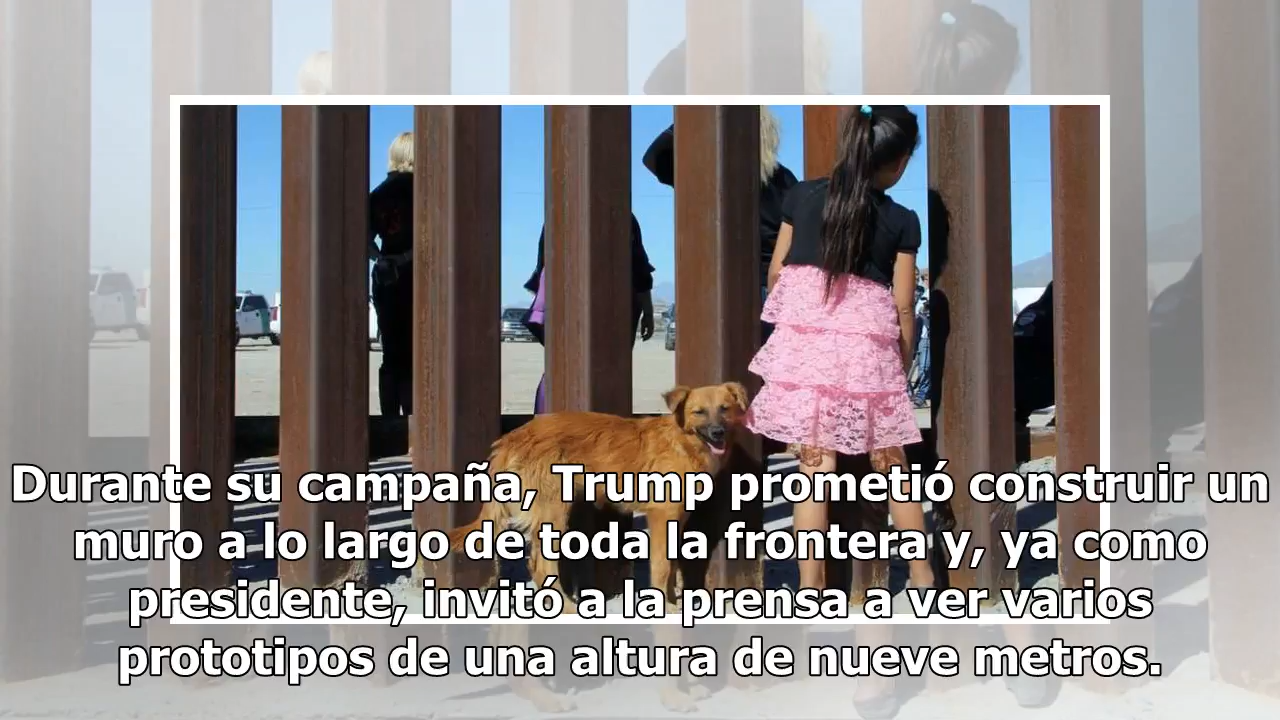 Durante su campaña, Trump prometió construir un
muro a lo largo de toda la frontera y, ya como
presidente, invitó a la prensa a ver varios
prototipos de una altura de nueve metros.